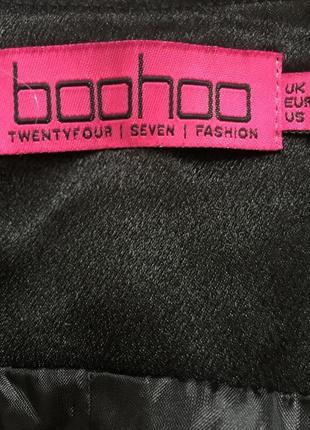 boohoo
TWENTYFOUR | SEVEN | FASHION
UK
EUR
US